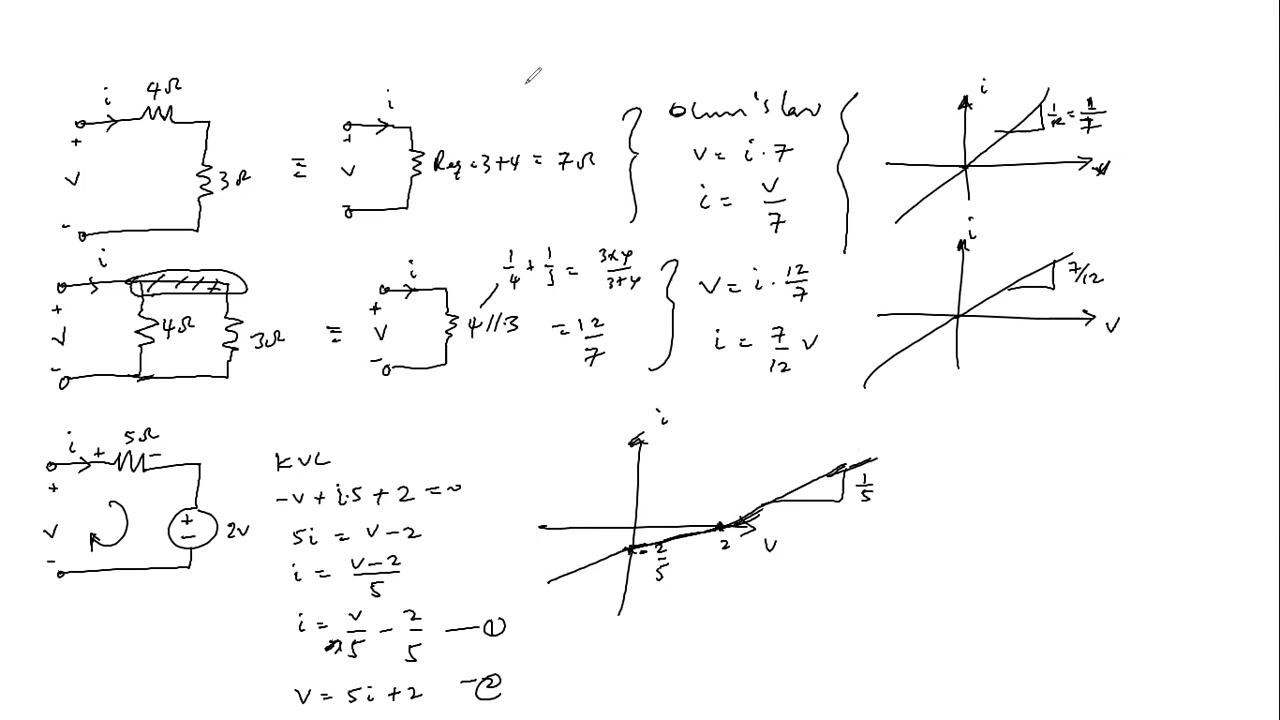 i 4Ω
+ V - 3Ω
≡
i + V - Req = 3+4 = 7Ω
Ohm's law
v = i · 7
i = v/7
i
1/R = 1/7
i
+ V - 4Ω 3Ω
≡
i + V - 4//3
1/4 + 1/3 = 3×4/3+4
= 12/7
v = i · 12/7
i = 7/12 v
i
7/12
V
i + 5Ω -
+ V - + - 2V
KVL
-v + i·5 + 2 = 0
5i = v-2
i = v-2/5
i = v/5 - 2/5 — ①
v = 5i + 2 - ②
i
1/5
2 V
-2/5